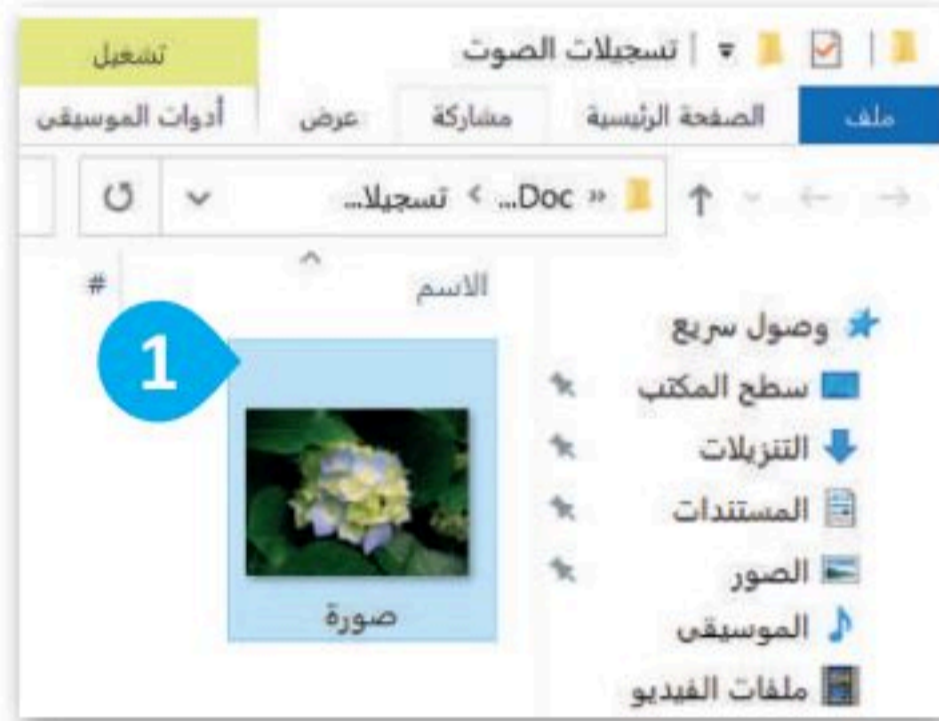 تسجيلات الصوت
تشغيل
ملف
الصفحة الرئيسية
مشاركة
عرض
أدوات الموسيقى
Doc... › تسجيلا...
الاسم
#
1
وصول سريع
سطح المكتب
التنزيلات
المستندات
الصور
الموسيقى
ملفات الفيديو
صورة